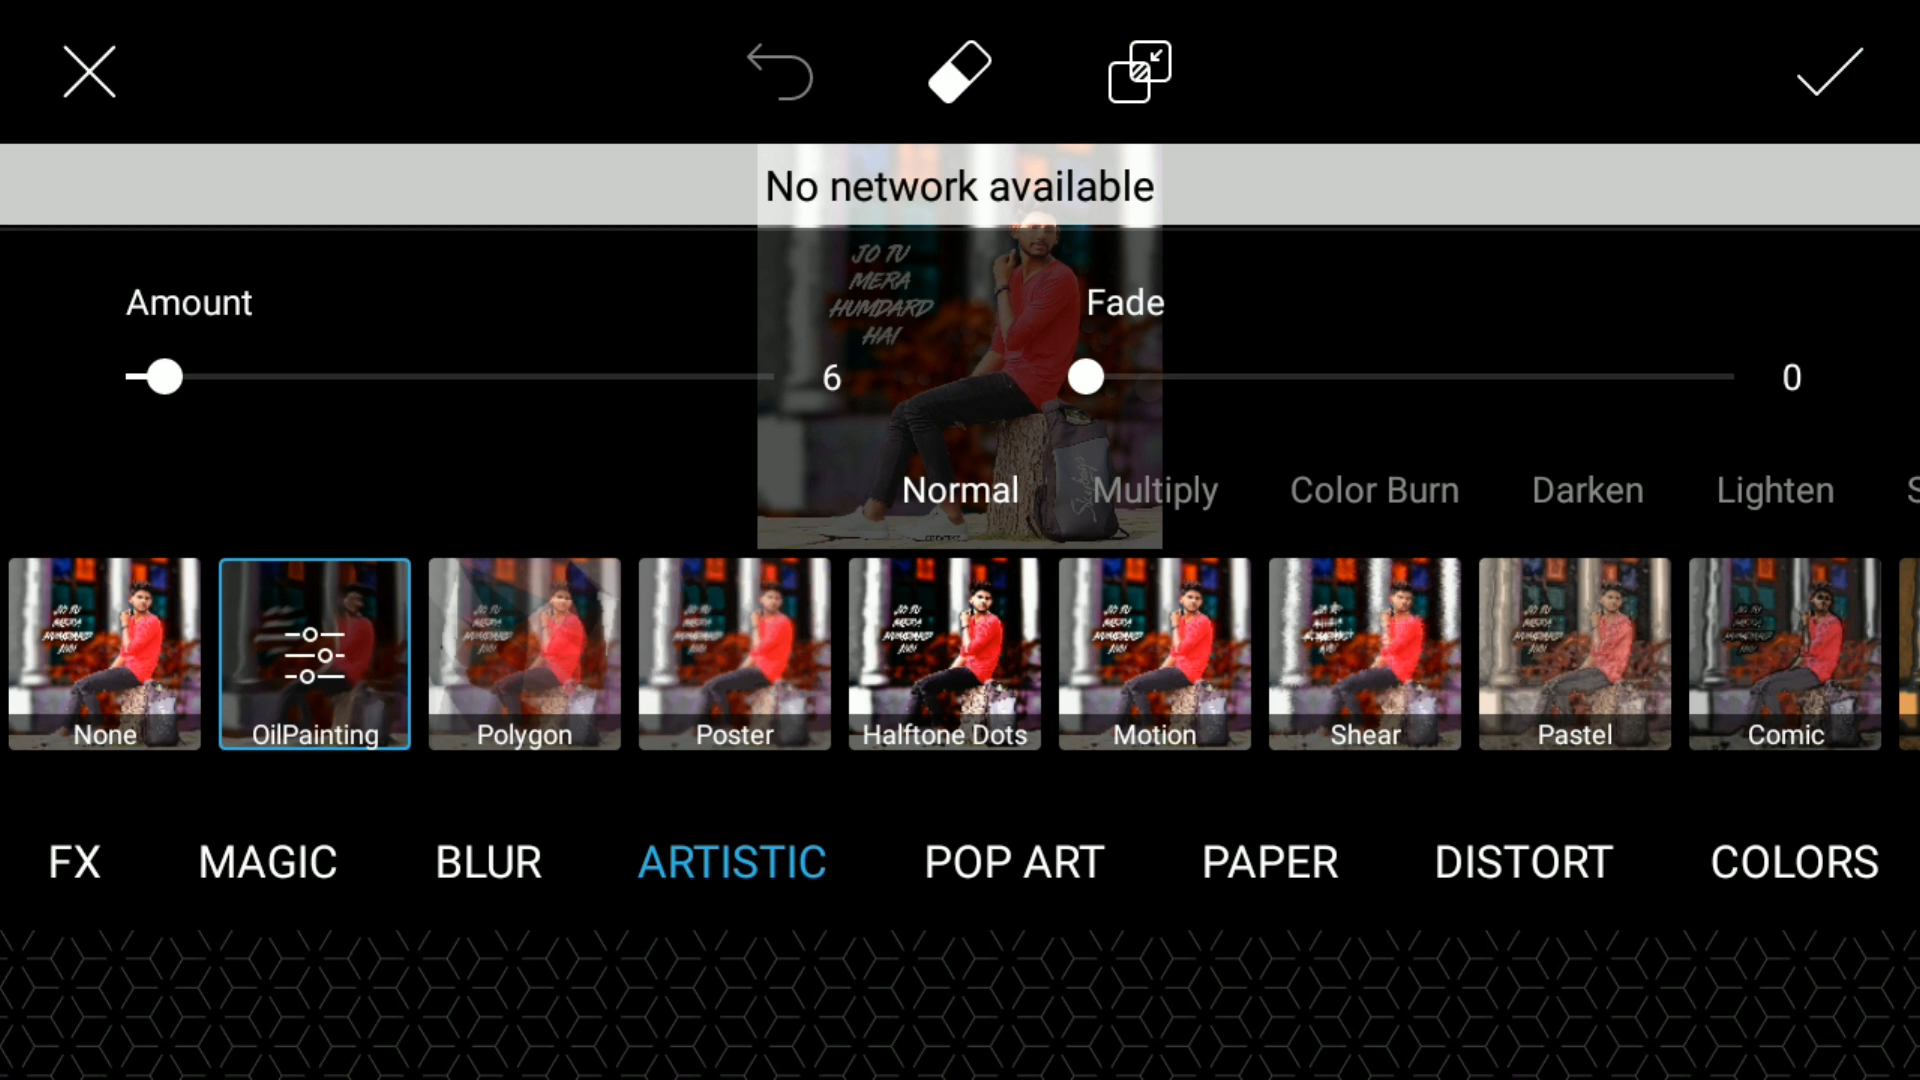 No network available
JO TU
MERA
HUMDARD
HAI
Amount
Fade
6
0
Normal
Multiply
Color Burn
Darken
Lighten
S
None
OilPainting
Polygon
Poster
Halftone Dots
Motion
Shear
Pastel
Comic
FX
MAGIC
BLUR
ARTISTIC
POP ART
PAPER
DISTORT
COLORS